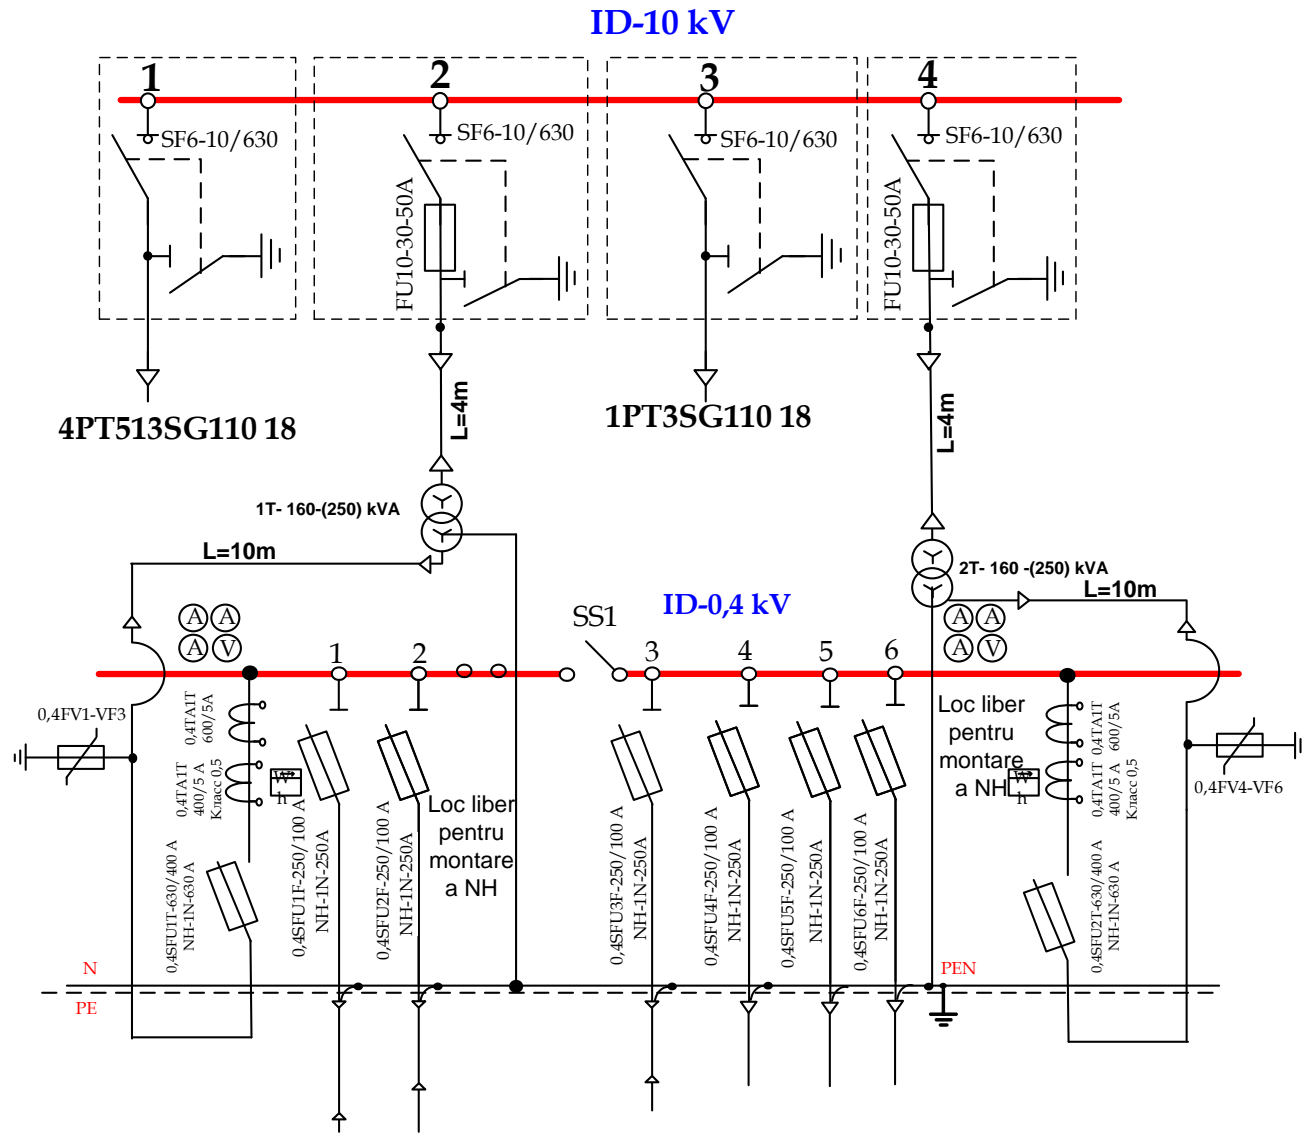 ID-10 kV
1
2
3
4
SF6-10/630
SF6-10/630
SF6-10/630
SF6-10/630
FU10-30-50A
FU10-30-50A
4PT513SG110 18
L=4m
1PT3SG110 18
L=4m
1T- 160-(250) kVA
L=10m
2T- 160 -(250) kVA
L=10m
ID-0,4 kV
SS1
A A
A V
A A
A V
1
2
3
4
5
6
0,4FV1-VF3
0,4TA1T
600/5A
0,4TA1T
400/5 A
Класс 0,5
W
h
0,4SFU1T-630/400 A
NH-1N-630 A
0,4SFU1F-250/100 A
NH-1N-250A
0,4SFU2F-250/100 A
NH-1N-250A
Loc liber
pentru
montare
a NH
0,4SFU3F-250/100 A
NH-1N-250A
0,4SFU4F-250/100 A
NH-1N-250A
0,4SFU5F-250/100 A
NH-1N-250A
0,4SFU6F-250/100 A
NH-1N-250A
Loc liber
pentru
montare
a NH
W
h
0,4TA1T
600/5A
0,4TA1T
400/5 A
Класс 0,5
0,4FV4-VF6
0,4SFU2T-630/400 A
NH-1N-630 A
N
PE
PEN